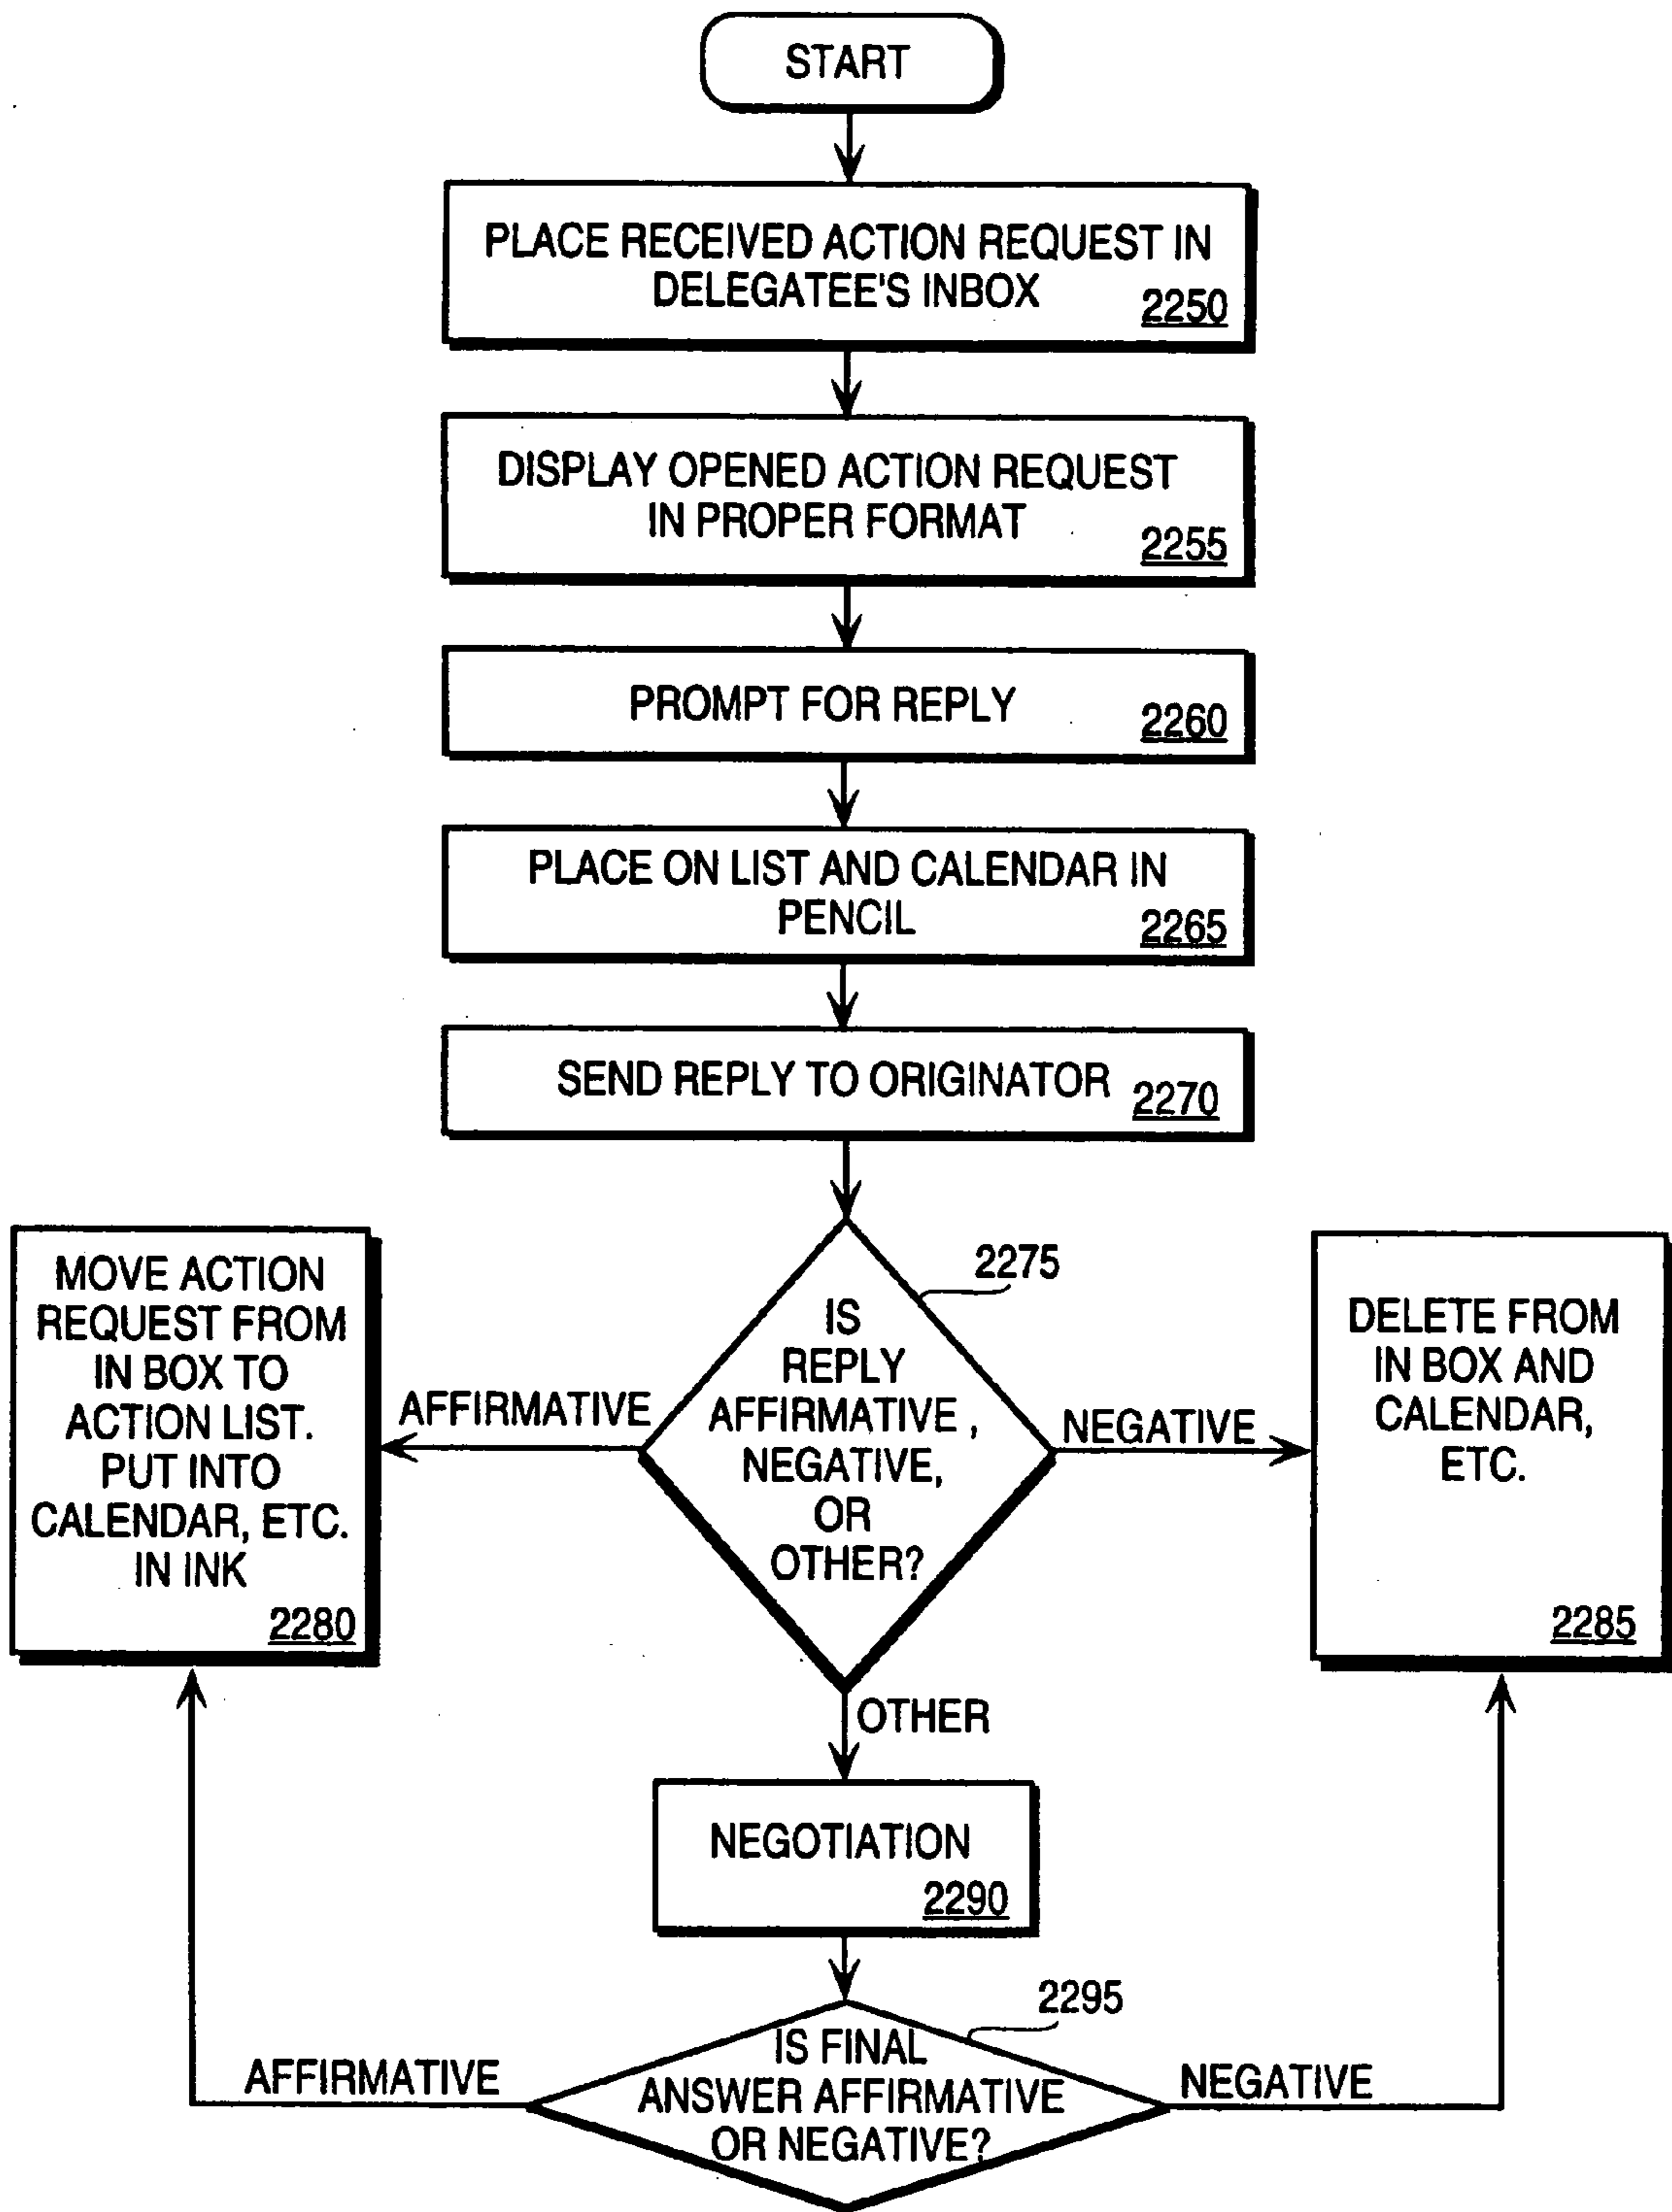 START
PLACE RECEIVED ACTION REQUEST IN
DELEGATEE'S INBOX
2250
DISPLAY OPENED ACTION REQUEST
IN PROPER FORMAT
2255
PROMPT FOR REPLY
2260
PLACE ON LIST AND CALENDAR IN
PENCIL
2265
SEND REPLY TO ORIGINATOR
2270
MOVE ACTION
REQUEST FROM
IN BOX TO
ACTION LIST.
PUT INTO
CALENDAR, ETC.
IN INK
2280
AFFIRMATIVE
2275
IS
REPLY
AFFIRMATIVE ,
NEGATIVE,
OR
OTHER?
NEGATIVE
DELETE FROM
IN BOX AND
CALENDAR,
ETC.
2285
OTHER
NEGOTIATION
2290
2295
IS FINAL
ANSWER AFFIRMATIVE
OR NEGATIVE?
AFFIRMATIVE
NEGATIVE